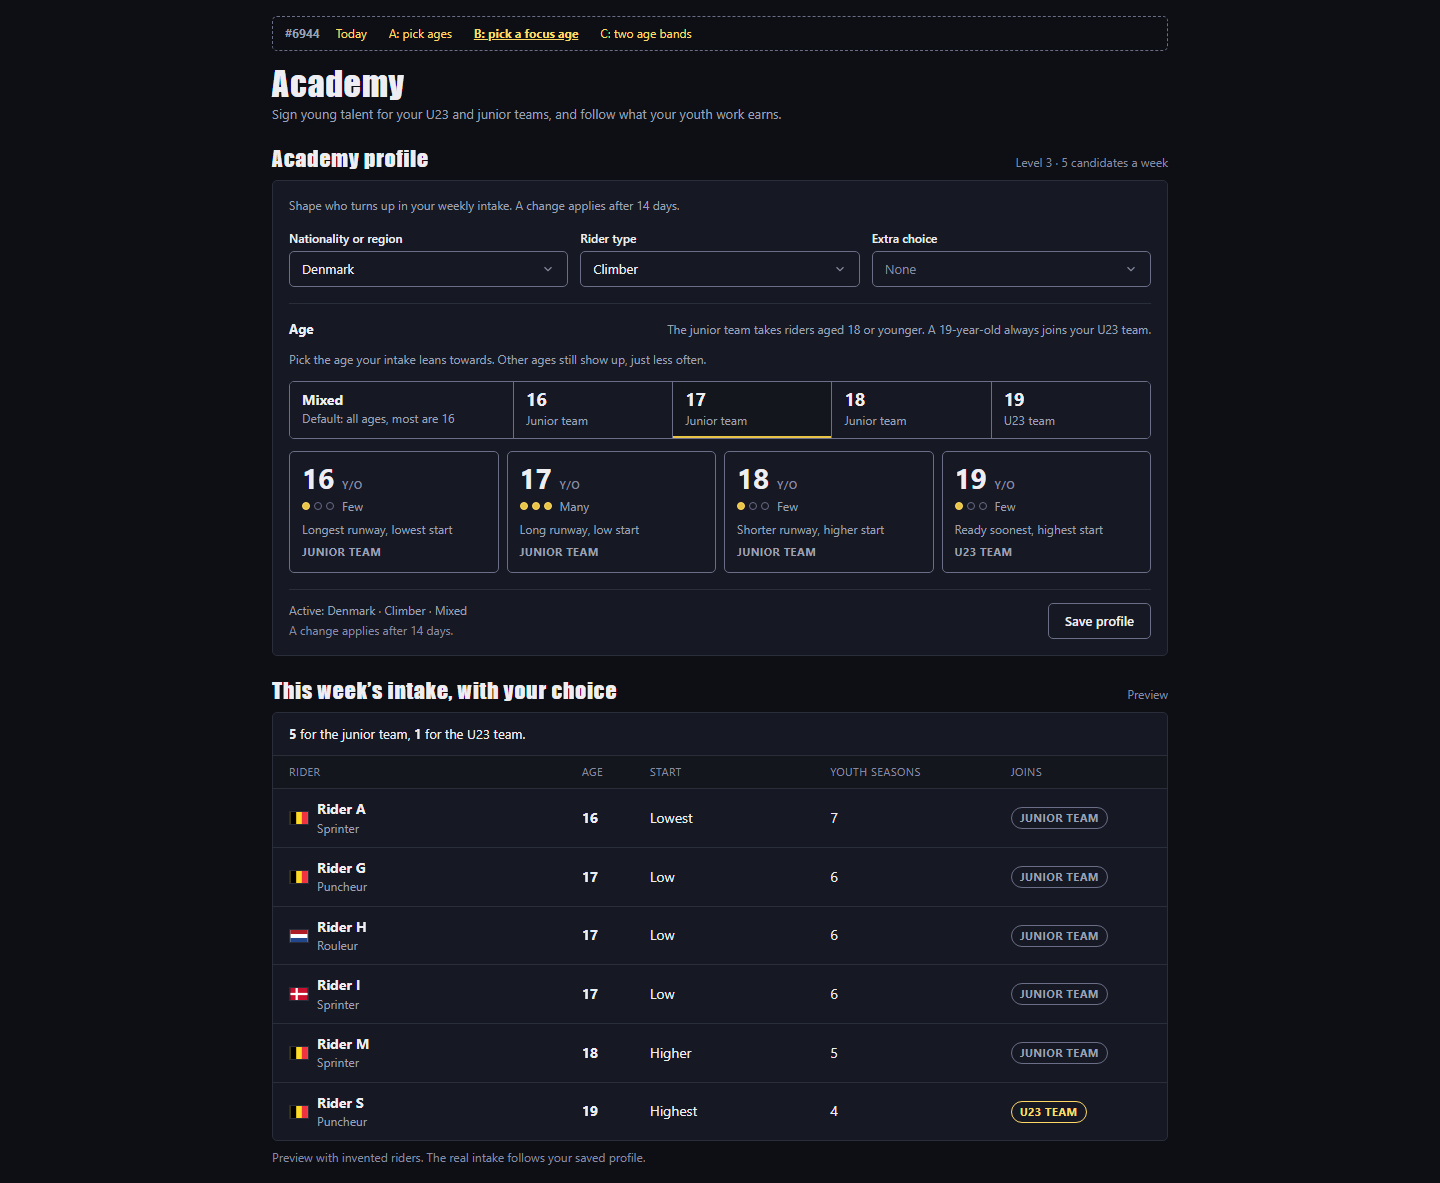 #6944 Today A: pick ages B: pick a focus age C: two age bands
Academy
Sign young talent for your U23 and junior teams, and follow what your youth work earns.
Academy profile
Level 3 · 5 candidates a week
Shape who turns up in your weekly intake. A change applies after 14 days.
Nationality or region Rider type Extra choice
Denmark Climber None
Age
The junior team takes riders aged 18 or younger. A 19-year-old always joins your U23 team.
Pick the age your intake leans towards. Other ages still show up, just less often.
Mixed 16 17 18 19
Default: all ages, most are 16 Junior team Junior team Junior team U23 team
16 Y/O 17 Y/O 18 Y/O 19 Y/O
Few Many Few Few
Longest runway, lowest start Long runway, low start Shorter runway, higher start Ready soonest, highest start
JUNIOR TEAM JUNIOR TEAM JUNIOR TEAM U23 TEAM
Active: Denmark · Climber · Mixed
A change applies after 14 days.
Save profile
This week's intake, with your choice
Preview
5 for the junior team, 1 for the U23 team.
RIDER AGE START YOUTH SEASONS JOINS
Rider A
Sprinter
16 Lowest 7 JUNIOR TEAM
Rider G
Puncheur
17 Low 6 JUNIOR TEAM
Rider H
Rouleur
17 Low 6 JUNIOR TEAM
Rider I
Sprinter
17 Low 6 JUNIOR TEAM
Rider M
Sprinter
18 Higher 5 JUNIOR TEAM
Rider S
Puncheur
19 Highest 4 U23 TEAM
Preview with invented riders. The real intake follows your saved profile.